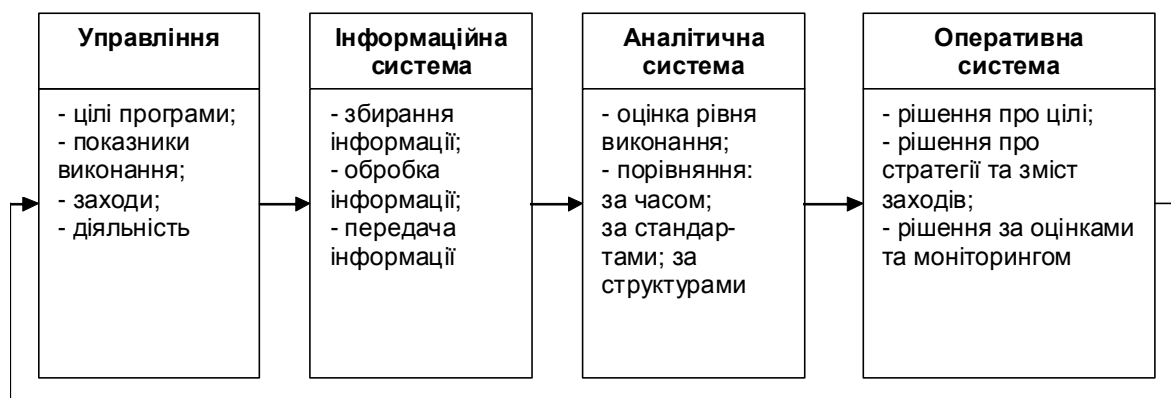 Управління
- цілі програми;
- показники
виконання;
- заходи;
- діяльність
Інформаційна
система
- збирання
інформації;
- обробка
інформації;
- передача
інформації
Аналітична
система
- оцінка рівня
виконання;
- порівняння:
за часом;
за стандар-
тами; за
структурами
Оперативна
система
- рішення про цілі;
- рішення про
стратегії та зміст
заходів;
- рішення за оцінками
та моніторингом